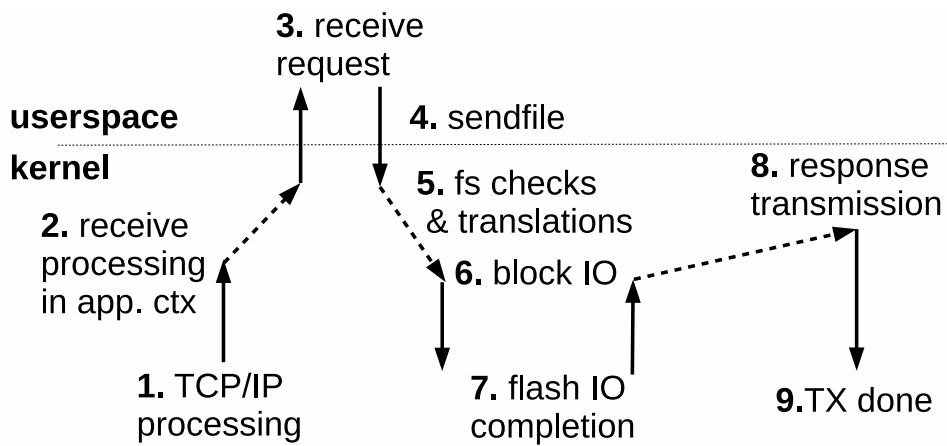 3. receive
request
userspace
4. sendfile
kernel
5. fs checks
& translations
8. response
transmission
2. receive
processing
in app. ctx
6. block IO
1. TCP/IP
processing
7. flash IO
completion
9.TX done